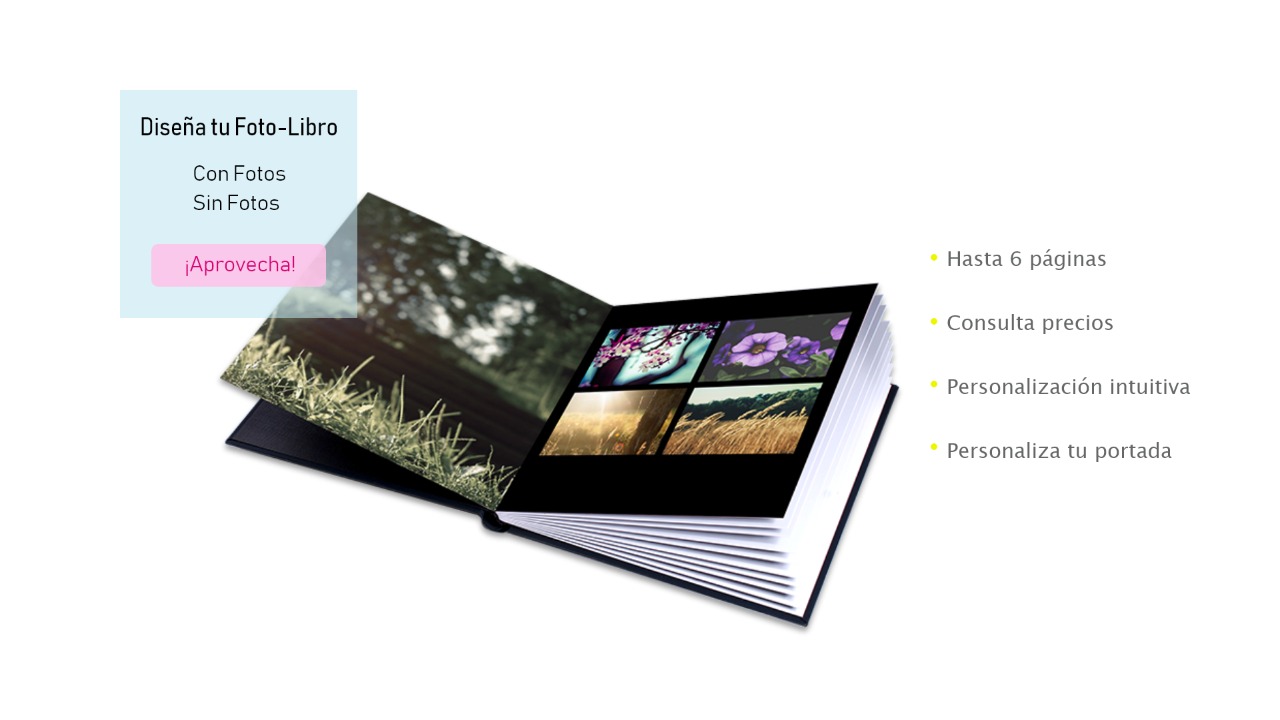 Diseña tu Foto-Libro
Con Fotos
Sin Fotos
¡Aprovecha!
Hasta 6 páginas
Consulta precios
Personalización intuitiva
Personaliza tu portada